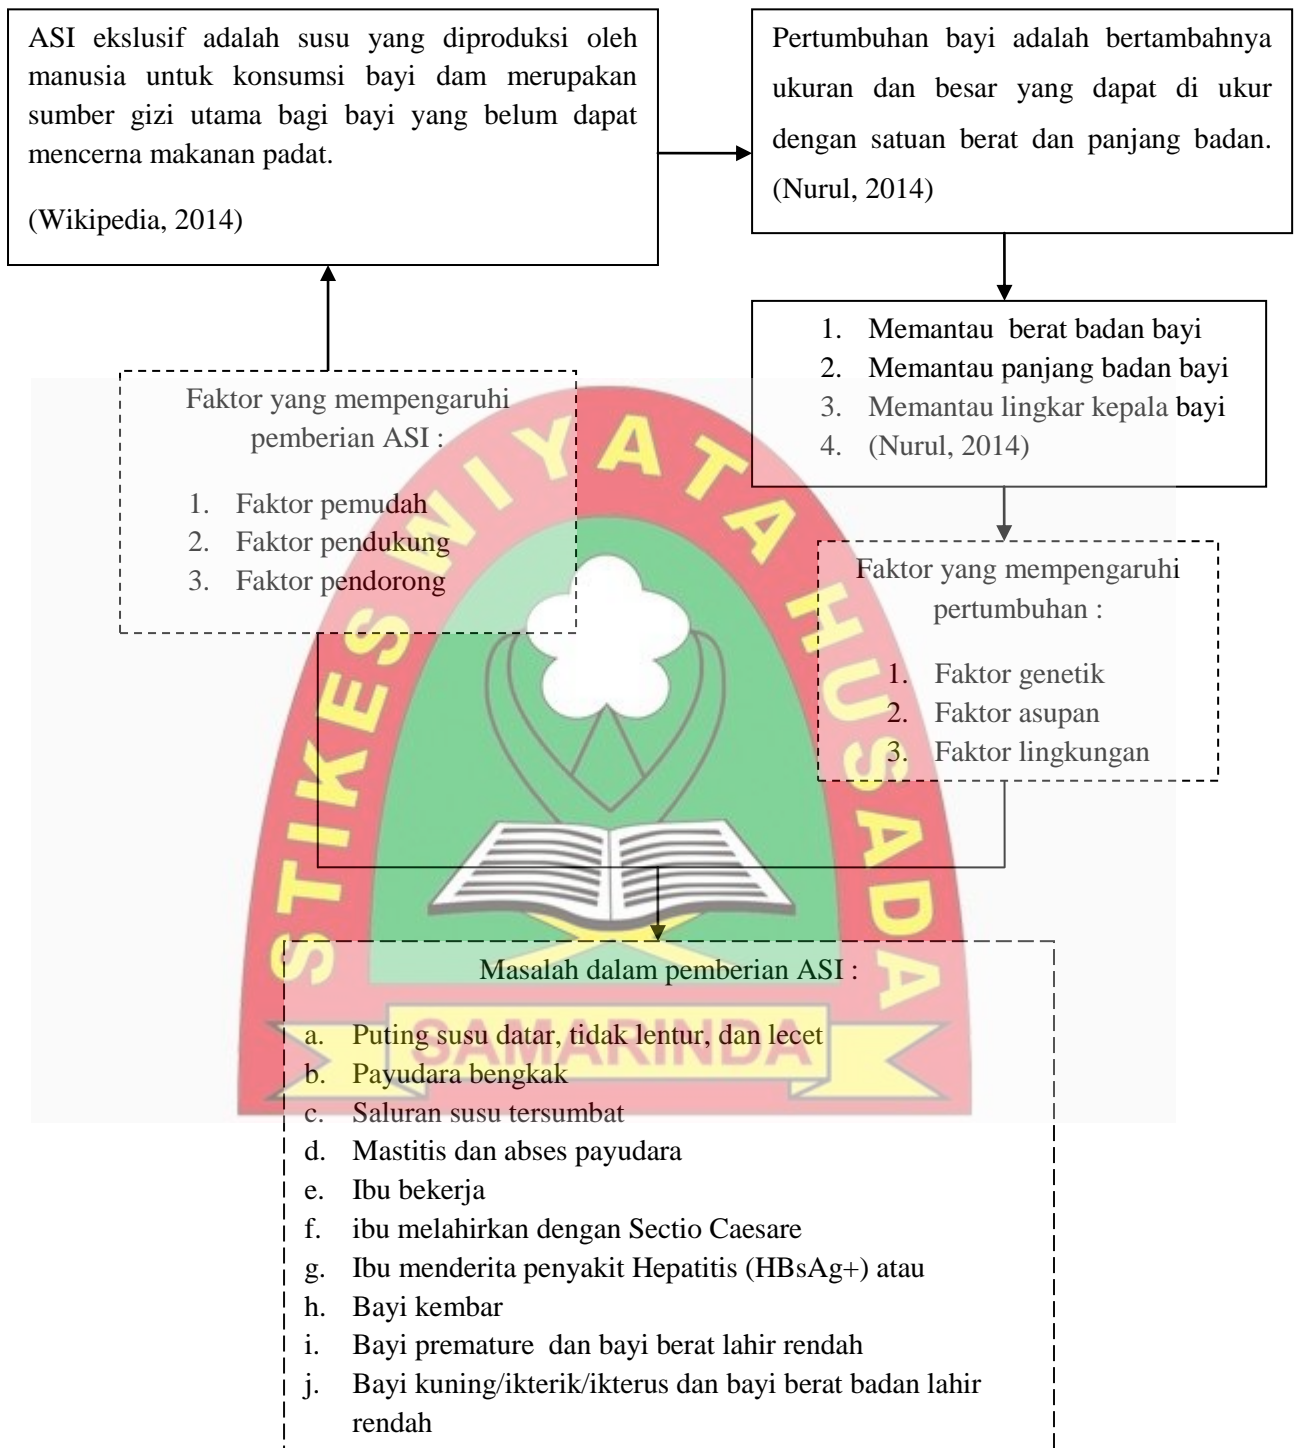 ASI ekslusif adalah susu yang diproduksi oleh
manusia untuk konsumsi bayi dam merupakan
sumber gizi utama bagi bayi yang belum dapat
mencerna makanan padat.
(Wikipedia, 2014)
Pertumbuhan bayi adalah bertambahnya
ukuran dan besar yang dapat di ukur
dengan satuan berat dan panjang badan.
(Nurul, 2014)
1. Memantau berat badan bayi
2. Memantau panjang badan bayi
3. Memantau lingkar kepala bayi
4. (Nurul, 2014)
Faktor yang mempengaruhi
pemberian ASI :
1. Faktor pemudah
2. Faktor pendukung
3. Faktor pendorong
Faktor yang mempengaruhi
pertumbuhan :
1. Faktor genetik
2. Faktor asupan
3. Faktor lingkungan
STIKES WIYATA HUSADA
SAMARINDA
Masalah dalam pemberian ASI :
a. Puting susu datar, tidak lentur, dan lecet
b. Payudara bengkak
c. Saluran susu tersumbat
d. Mastitis dan abses payudara
e. Ibu bekerja
f. ibu melahirkan dengan Sectio Caesare
g. Ibu menderita penyakit Hepatitis (HBsAg+) atau
h. Bayi kembar
i. Bayi premature dan bayi berat lahir rendah
j. Bayi kuning/ikterik/ikterus dan bayi berat badan lahir
rendah